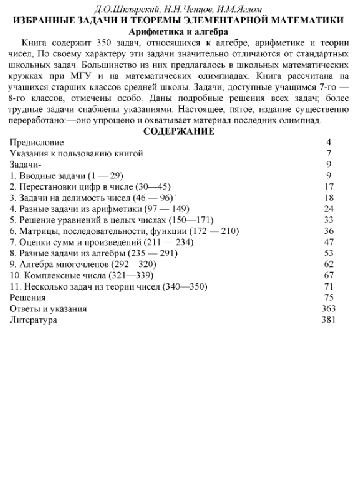 Д.О.Шклярский, Н.Н. Ченцов, И.М.Яглом
ИЗБРАННЫЕ ЗАДАЧИ И ТЕОРЕМЫ ЭЛЕМЕНТАРНОЙ МАТЕМАТИКИ
Арифметика и алгебра
Книга содержит 350 задач, относящихся к алгебре, арифметике и теории
чисел, По своему характеру эти задачи значительно отличаются от стандартных
школьных задач. Большинство из них предлагалось в школьных математических
кружках при МГУ и на математических олимпиадах. Книга рассчитана на
учащихся старших классов средней школы. Задачи, доступные учащимся 7-го —
8-го классов, отмечены особо. Даны подробные решения всех задач; более
трудные задачи снабжены указаниями. Настоящее, пятое, издание существенно
переработано —оно упрощено и охватывает материал последних олимпиад.
СОДЕРЖАНИЕ
Предисловие 4
Указания к пользованию книгой 7
Задачи- 9
1. Вводные задачи (1 — 29) 9
2. Перестановки цифр в числе (30—45) 17
3. Задачи на делимость чисел (46 — 96) 18
4. Разные задачи из арифметики (97 — 149) 24
5. Решение уравнений в целых числах (150—171) 33
6. Матрицы, последовательности, функции (172 — 210) 36
7. Оценки сумм и произведений (211 — 234) 47
8. Разные задачи из алгебры (235 — 291) 53
9. Алгебра многочленов (292—320) 62
10. Комплексные числа (321—339) 67
11. Несколько задач из теории чисел (340—350) 71
Решения 75
Ответы и указания 363
Литература 381